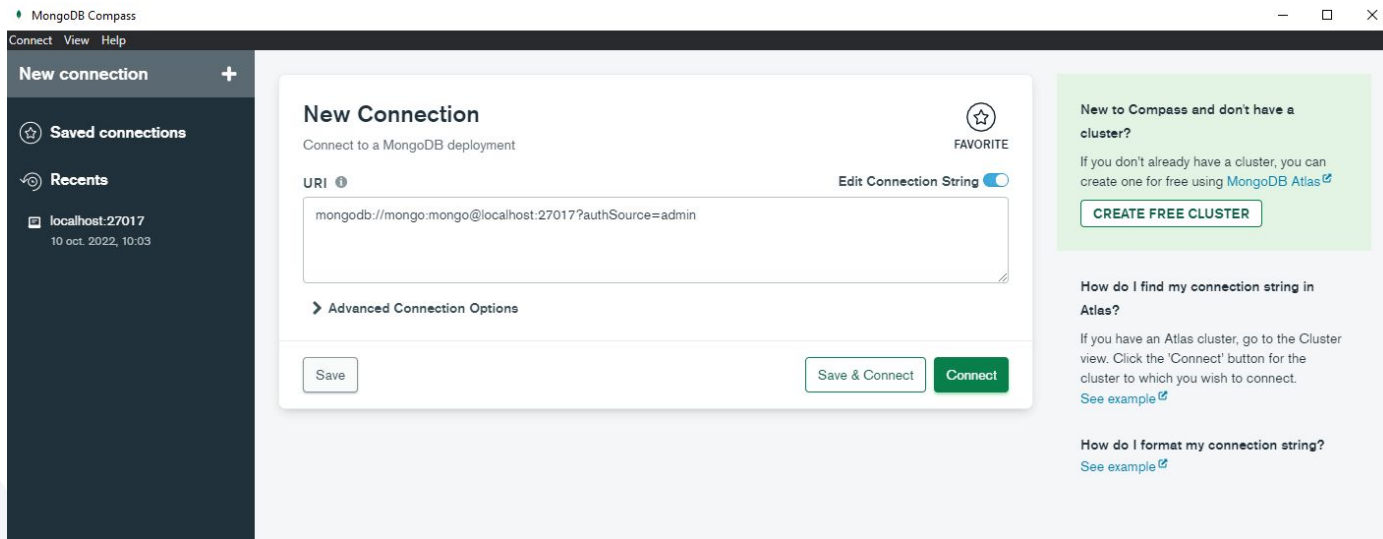 MongoDB Compass
Connect View Help
New connection
Saved connections
Recents
localhost:27017
10 oct. 2022, 10:03
New Connection
Connect to a MongoDB deployment
FAVORITE
URI
Edit Connection String
mongodb://mongo:mongo@localhost:27017?authSource=admin
Advanced Connection Options
Save
Save & Connect
Connect
New to Compass and don't have a
cluster?
If you don't already have a cluster, you can
create one for free using MongoDB Atlas
CREATE FREE CLUSTER
How do I find my connection string in
Atlas?
If you have an Atlas cluster, go to the Cluster
view. Click the 'Connect' button for the
cluster to which you wish to connect.
See example
How do I format my connection string?
See example